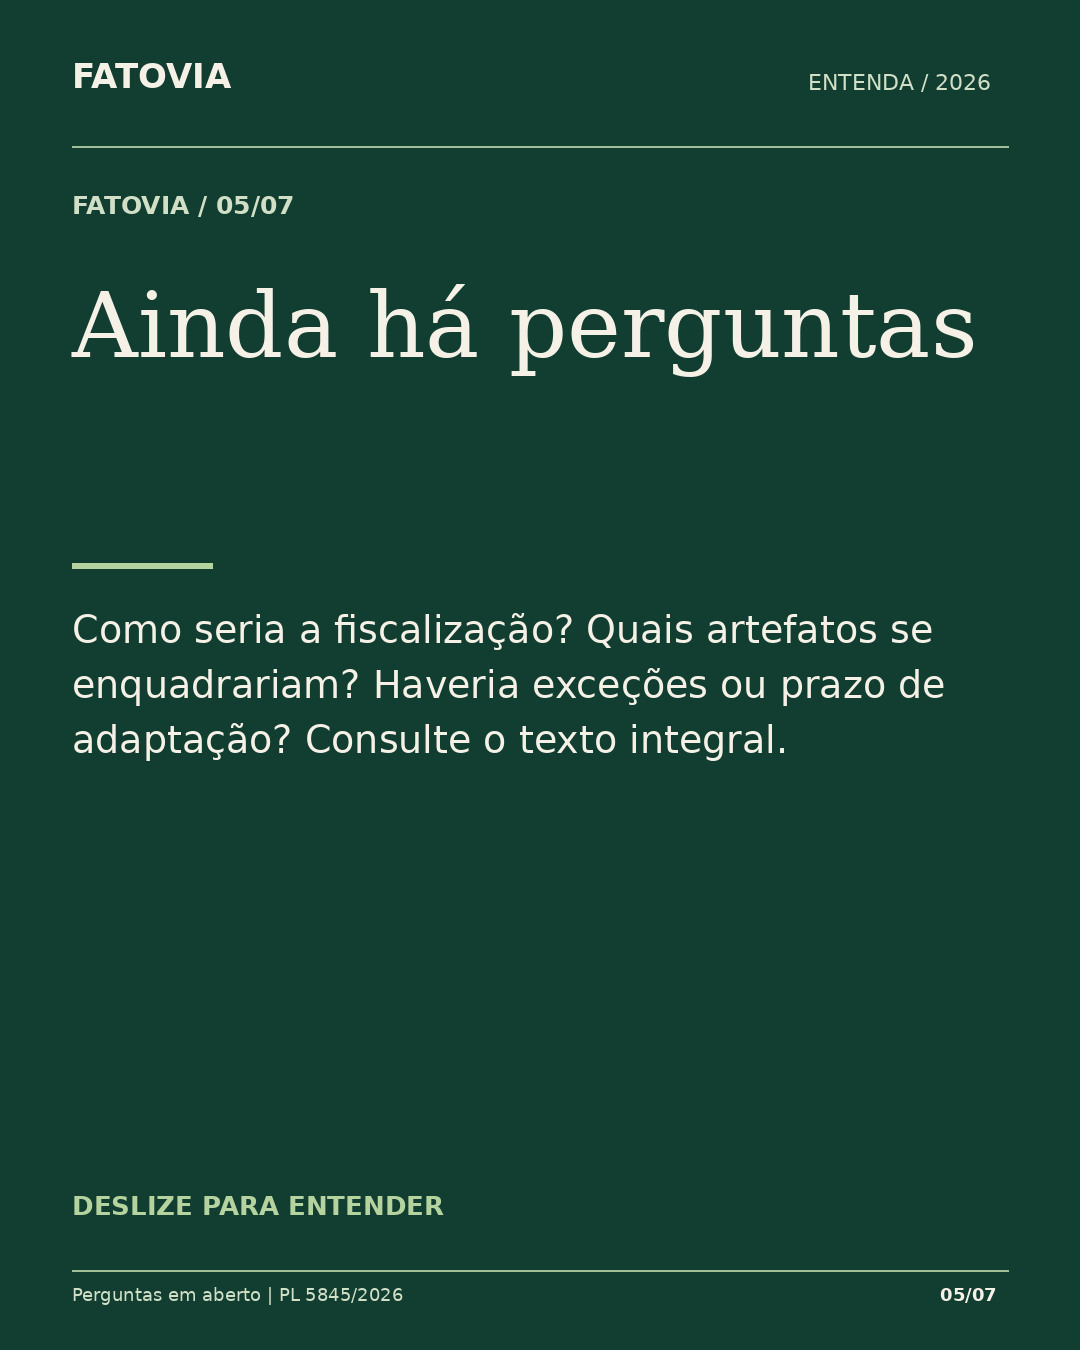 FATOVIA
ENTENDA / 2026
FATOVIA / 05/07
Ainda há perguntas
Como seria a fiscalização? Quais artefatos se
enquadrariam? Haveria exceções ou prazo de
adaptação? Consulte o texto integral.
DESLIZE PARA ENTENDER
Perguntas em aberto | PL 5845/2026
05/07